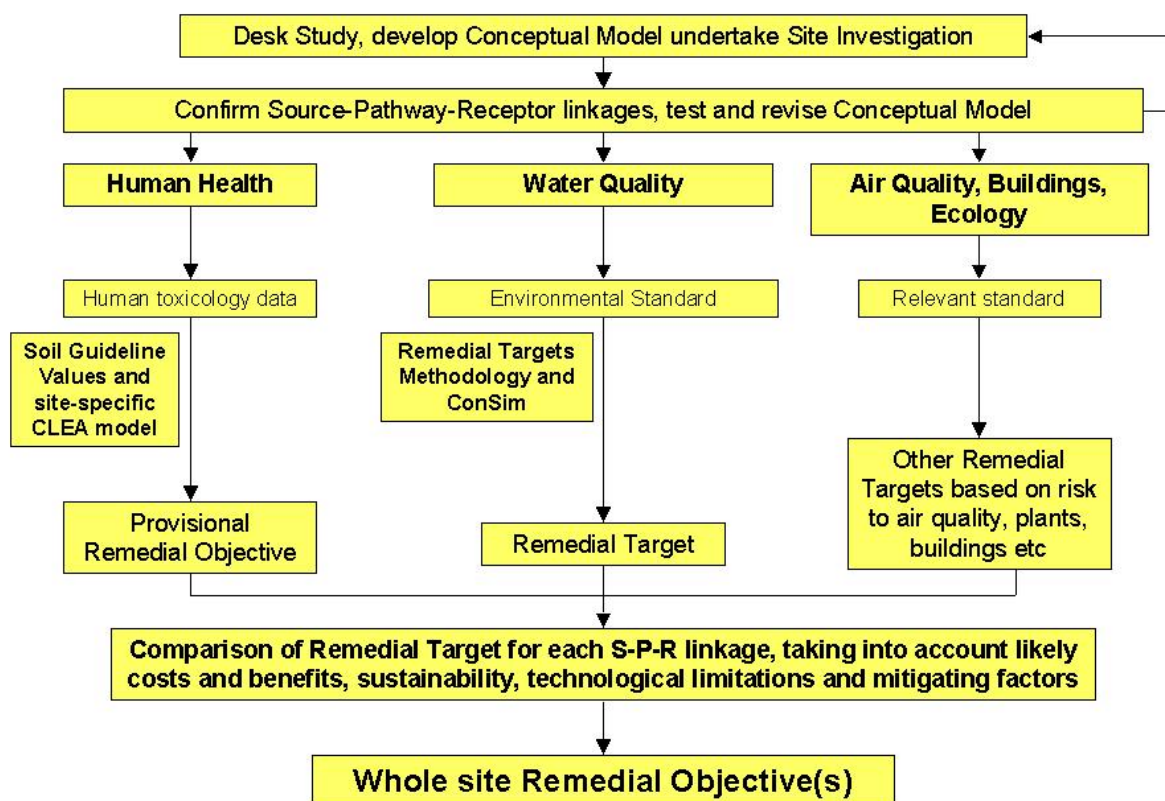 Desk Study, develop Conceptual Model undertake Site Investigation
Confirm Source-Pathway-Receptor linkages, test and revise Conceptual Model
Human Health
Water Quality
Air Quality, Buildings,
Ecology
Human toxicology data
Environmental Standard
Relevant standard
Soil Guideline
Values and
site-specific
CLEA model
Remedial Targets
Methodology and
ConSim
Provisional
Remedial Objective
Remedial Target
Other Remedial
Targets based on risk
to air quality, plants,
buildings etc
Comparison of Remedial Target for each S-P-R linkage, taking into account likely
costs and benefits, sustainability, technological limitations and mitigating factors
Whole site Remedial Objective(s)